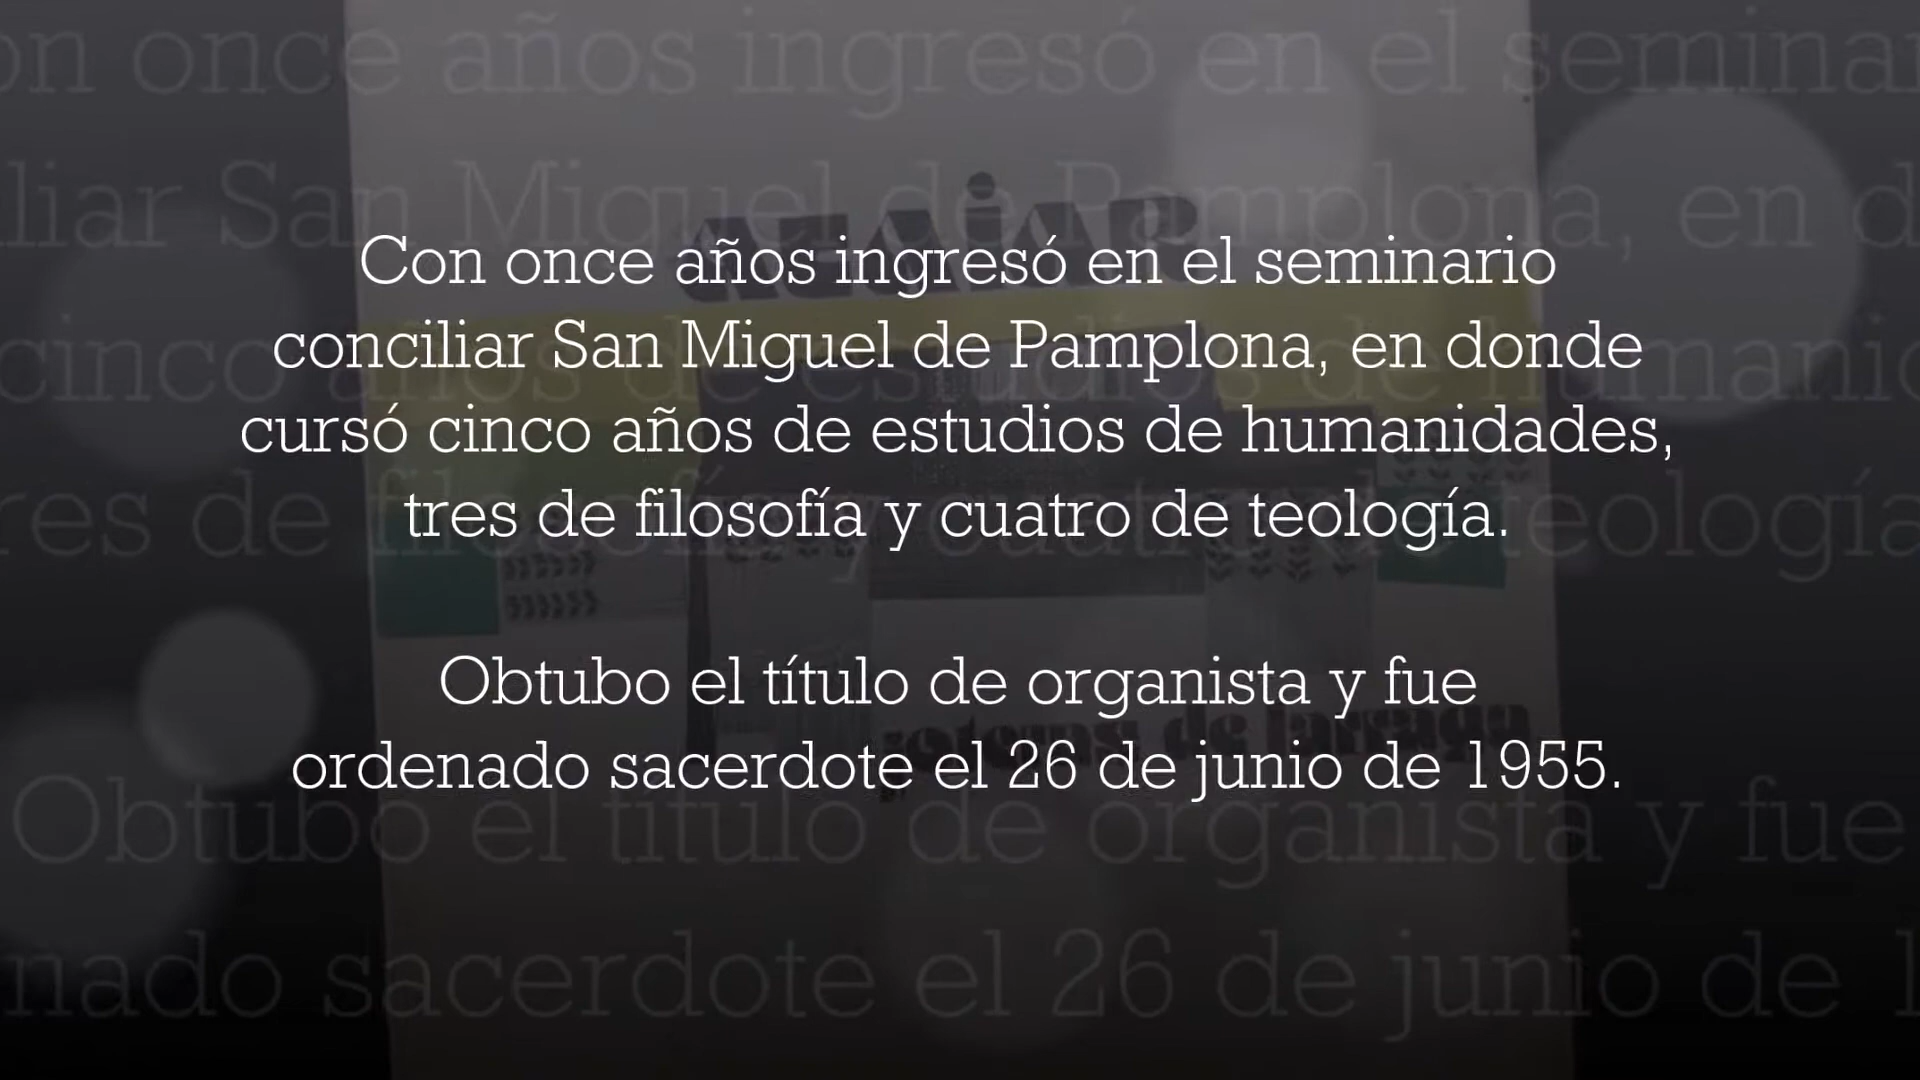 Con once años ingresó en el seminario
conciliar San Miguel de Pamplona, en donde
cursó cinco años de estudios de humanidades,
tres de filosofía y cuatro de teología.
Obtubo el título de organista y fue
ordenado sacerdote el 26 de junio de 1955.